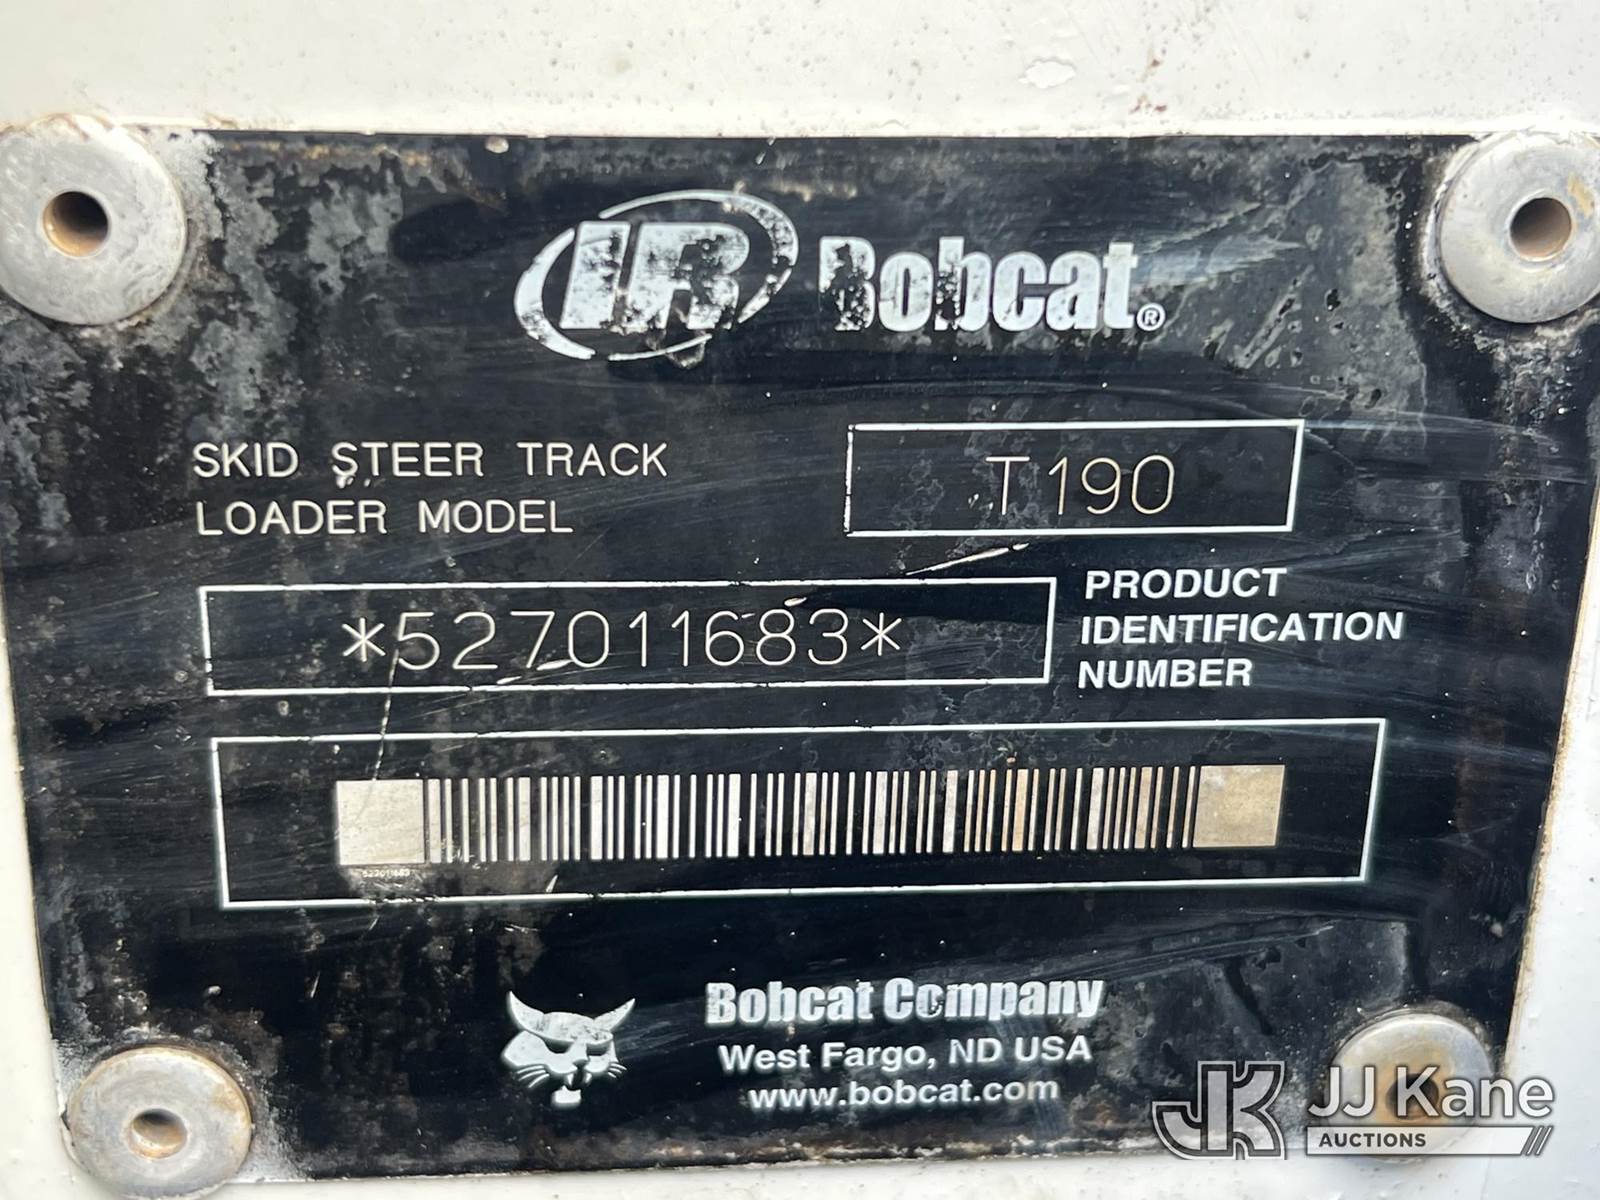 IR Bobcat®
SKID STEER TRACK
LOADER MODEL
T190
*527011683*
PRODUCT
IDENTIFICATION
NUMBER
527011683
Bobcat Company
West Fargo, ND USA
www.bobcat.com
JK JJ Kane
AUCTIONS